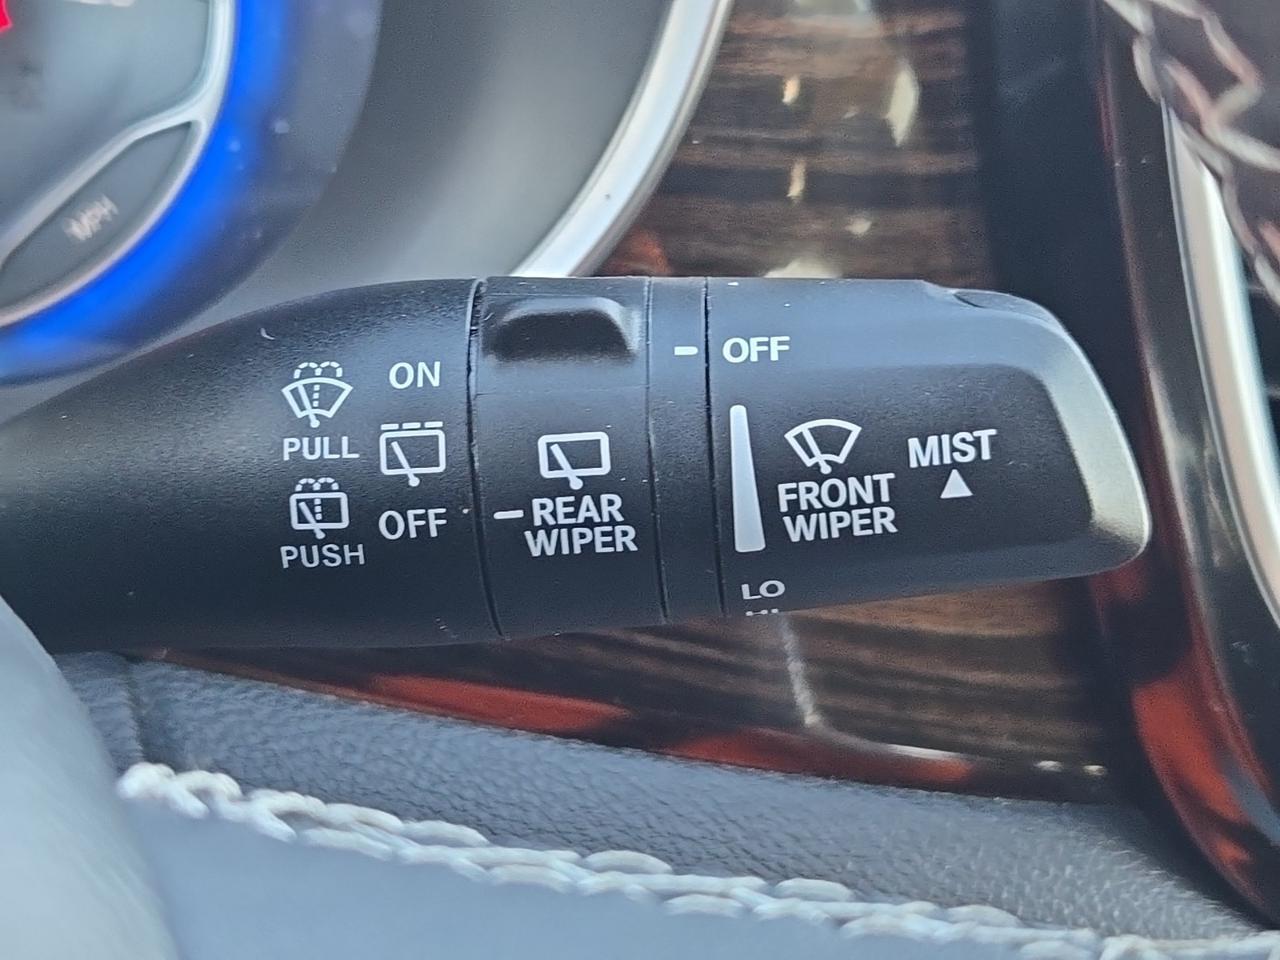 MPH
ON
PULL
OFF
PUSH
REAR
WIPER
OFF
FRONT
WIPER
MIST
LO